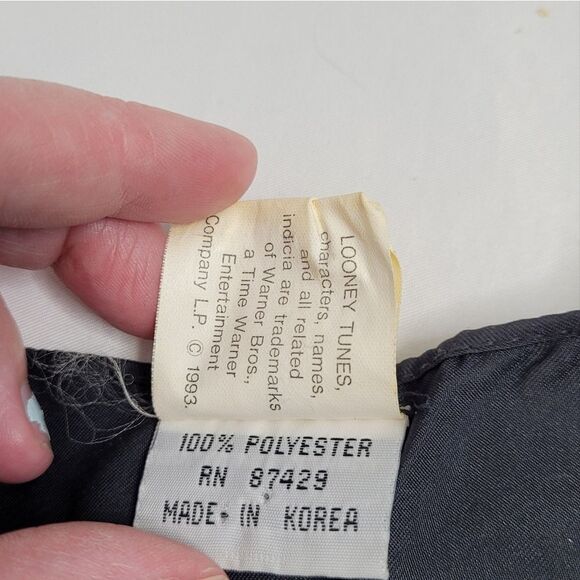 LOONEY TUNES,
characters, names,
and all related
indicia are trademarks
of Warner Bros.,
a Time Warner
Entertainment
Company L.P. © 1993.
100% POLYESTER
RN 87429
MADE IN KOREA